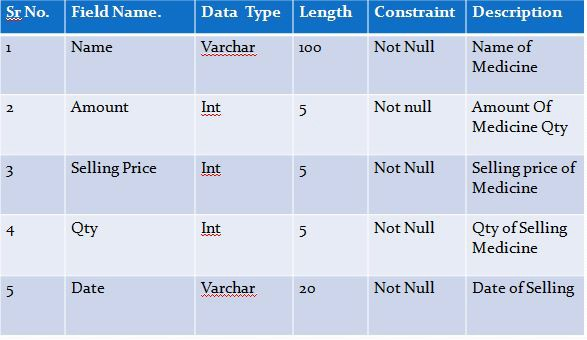 Sr No. Field Name. Data Type Length Constraint Description
1 Name Varchar 100 Not Null Name of
Medicine
2 Amount Int 5 Not null Amount Of
Medicine Qty
3 Selling Price Int 5 Not Null Selling price of
Medicine
4 Qty Int 5 Not Null Qty of Selling
Medicine
5 Date Varchar 20 Not Null Date of Selling